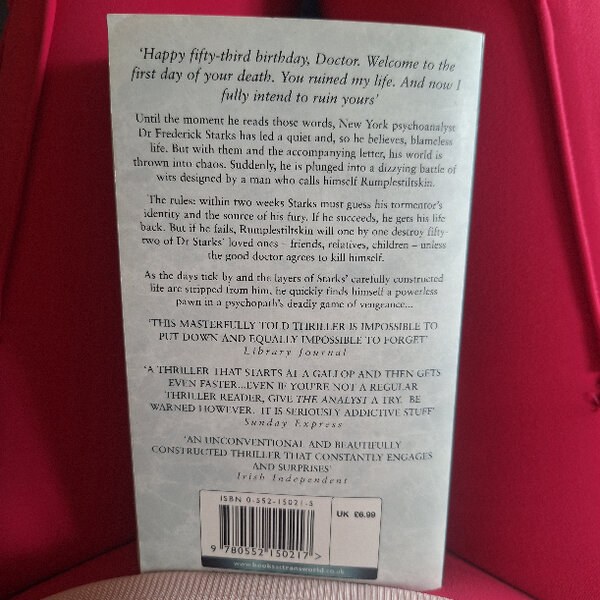 'Happy fifty-third birthday, Doctor. Welcome to the
first day of your death. You ruined my life. And now I
fully intend to ruin yours'
Until the moment he reads those words, New York psychoanalyst
Dr Frederick Starks has led a quiet and, so he believes, blameless
life. But with them and the accompanying letter, his world is
thrown into chaos. Suddenly, he is plunged into a dizzying battle of
wits designed by a man who calls himself Rumplestiltskin.
The rules: within two weeks Starks must guess his tormentor's
identity and the source of his fury. If he succeeds, he gets his life
back. But if he fails, Rumplestiltskin will one by one destroy fifty-
two of Dr Starks' loved ones – friends, relatives, children – unless
the good doctor agrees to kill himself.
As the days tick by and the layers of Starks' carefully constructed
life are stripped from him, he quickly finds himself a powerless
pawn in a psychopath's deadly game of vengeance...
'THIS MASTERFULLY TOLD THRILLER IS IMPOSSIBLE TO
PUT DOWN AND EQUALLY IMPOSSIBLE TO FORGET'
Library Journal
'A THRILLER THAT STARTS AT A GALLOP AND THEN GETS
EVEN FASTER...EVEN IF YOU'RE NOT A REGULAR
THRILLER READER, GIVE THE ANALYST A TRY. BE
WARNED HOWEVER. IT IS SERIOUSLY ADDICTIVE STUFF'
Sunday Express
'AN UNCONVENTIONAL AND BEAUTIFULLY
CONSTRUCTED THRILLER THAT CONSTANTLY ENGAGES
AND SURPRISES'
Irish Independent
ISBN 0-552-15021-5
UK £6.99
9 780552 150217 >
www.booksattransworld.co.uk